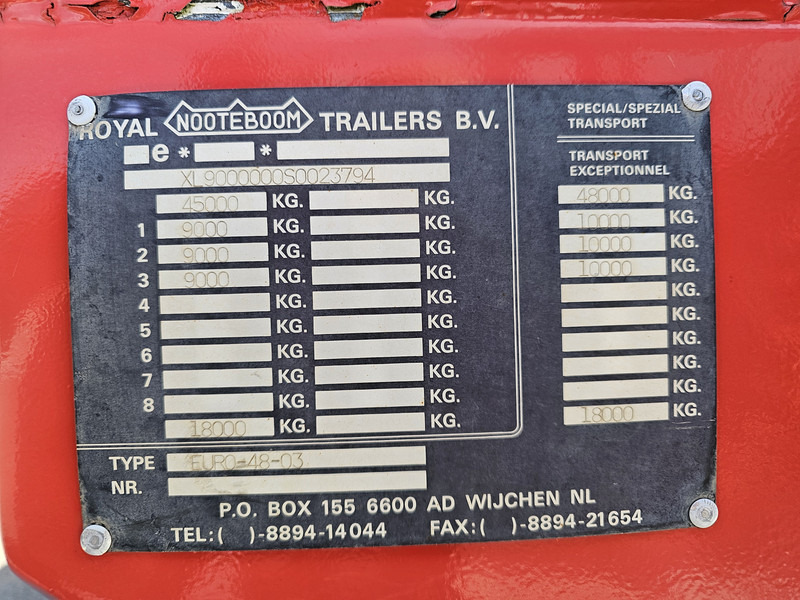 ROYAL NOOTEBOOM TRAILERS B.V.
e * *
XL9000000S0023794
45000 KG. KG.
1 9000 KG. KG.
2 9000 KG. KG.
3 9000 KG. KG.
4 KG. KG.
5 KG. KG.
6 KG. KG.
7 KG. KG.
8 KG. KG.
18000 KG. KG.
SPECIAL/SPEZIAL
TRANSPORT
TRANSPORT
EXCEPTIONNEL
48000 KG.
10000 KG.
10000 KG.
10000 KG.
KG.
KG.
KG.
KG.
KG.
18000 KG.
TYPE EURO-48-03
NR.
P.O. BOX 155 6600 AD WIJCHEN NL
TEL:( )-8894-14044 FAX:( )-8894-21654